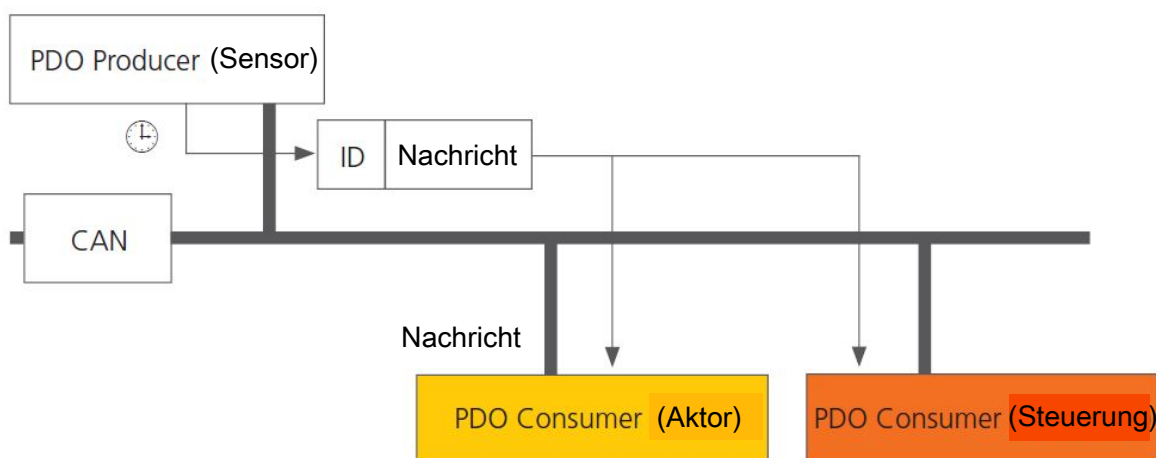 PDO Producer (Sensor)
ID Nachricht
CAN
Nachricht
PDO Consumer (Aktor)
PDO Consumer (Steuerung)